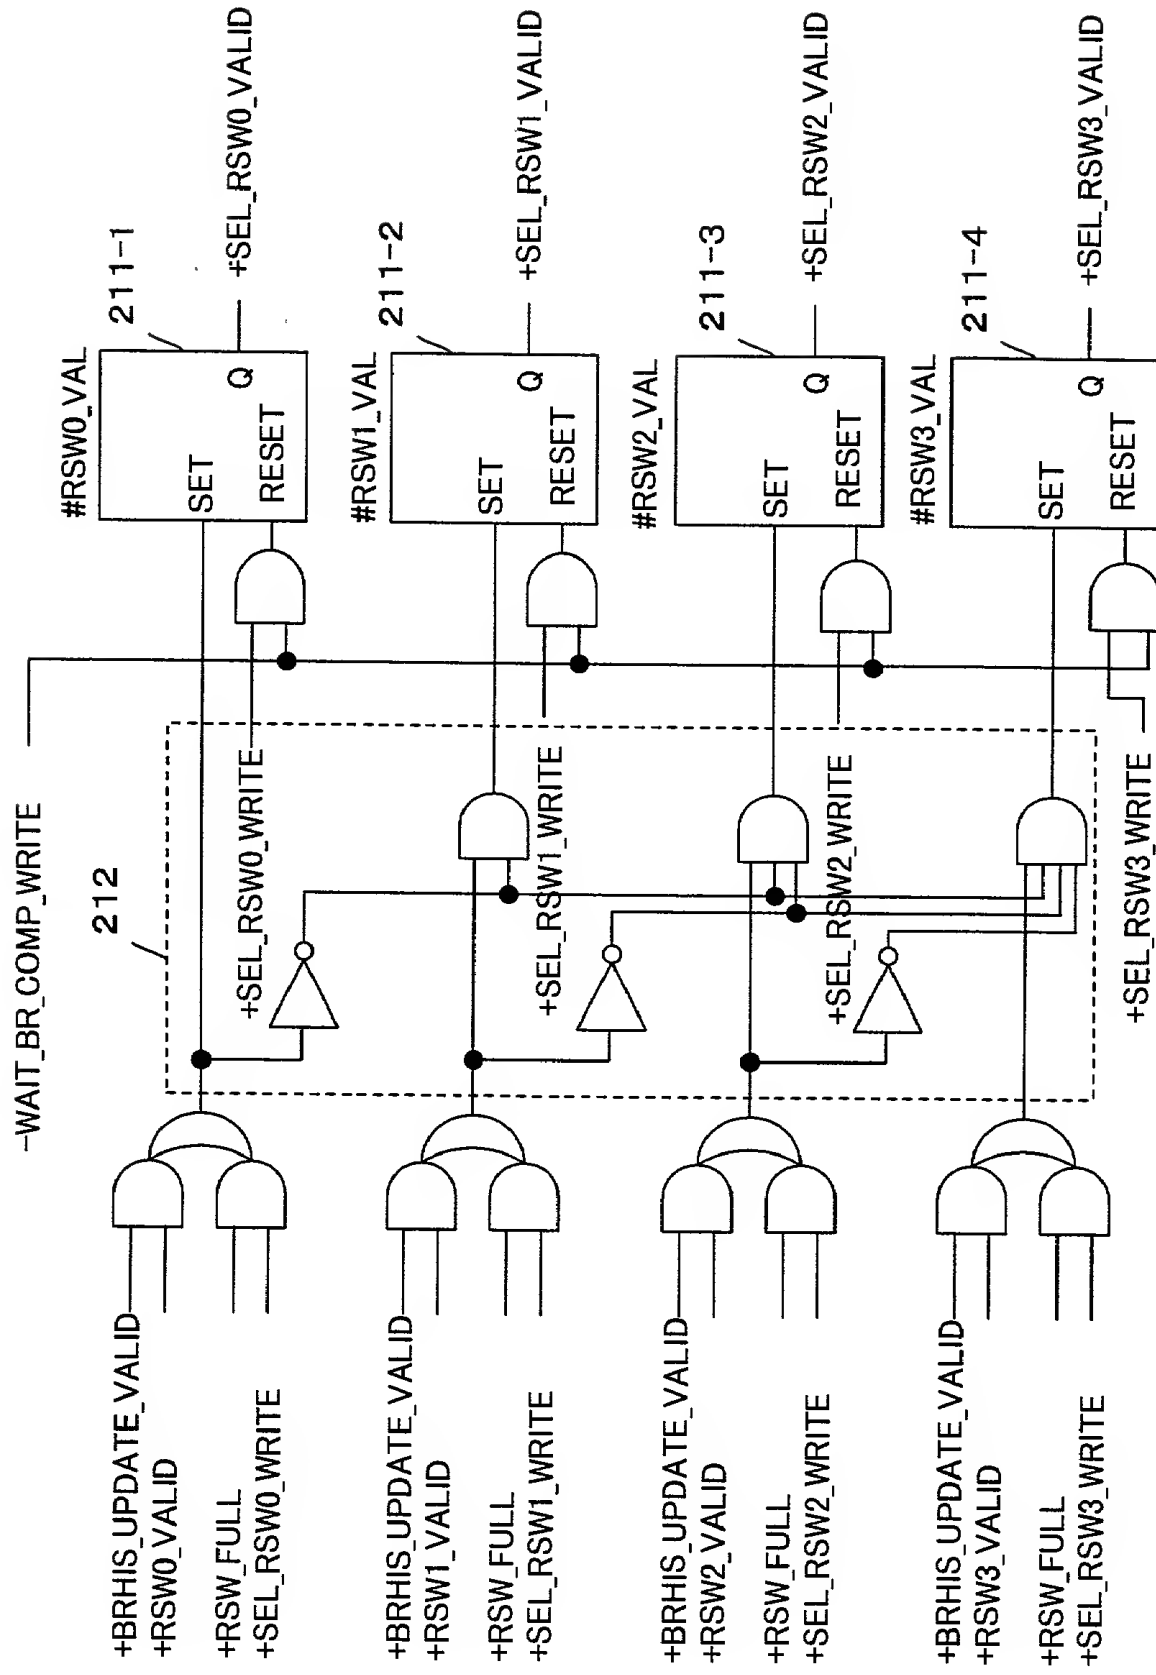 -WAIT_BR_COMP_WRITE
212
+BRHIS_UPDATE_VALID
+RSW0_VALID
+RSW_FULL
+SEL_RSW0_WRITE
+SEL_RSW0_WRITE
#RSW0_VAL
SET
RESET
Q
211-1
+SEL_RSW0_VALID
+BRHIS_UPDATE_VALID
+RSW1_VALID
+RSW_FULL
+SEL_RSW1_WRITE
+SEL_RSW1_WRITE
#RSW1_VAL
SET
RESET
Q
211-2
+SEL_RSW1_VALID
+BRHIS_UPDATE_VALID
+RSW2_VALID
+RSW_FULL
+SEL_RSW2_WRITE
+SEL_RSW2_WRITE
#RSW2_VAL
SET
RESET
Q
211-3
+SEL_RSW2_VALID
+BRHIS_UPDATE_VALID
+RSW3_VALID
+RSW_FULL
+SEL_RSW3_WRITE
+SEL_RSW3_WRITE
#RSW3_VAL
SET
RESET
Q
211-4
+SEL_RSW3_VALID